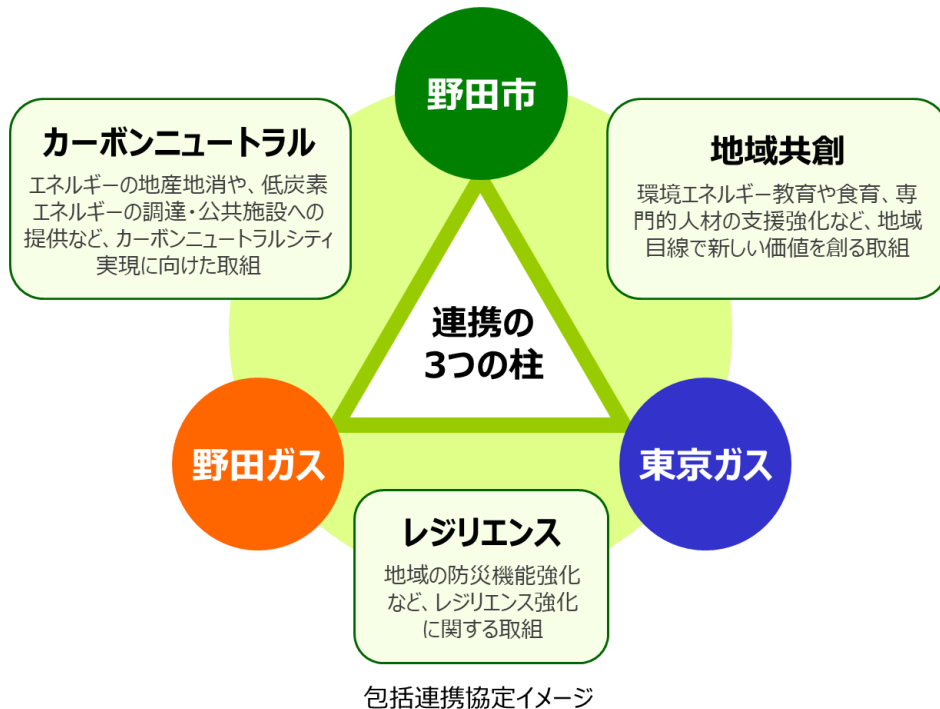 野田市
カーボンニュートラル
エネルギーの地産地消や、低炭素
エネルギーの調達・公共施設への
提供など、カーボンニュートラルシティ
実現に向けた取組
地域共創
環境エネルギー教育や食育、専
門的人材の支援強化など、地域
目線で新しい価値を創る取組
連携の
3つの柱
野田ガス
東京ガス
レジリエンス
地域の防災機能強化
など、レジリエンス強化
に関する取組
包括連携協定イメージ